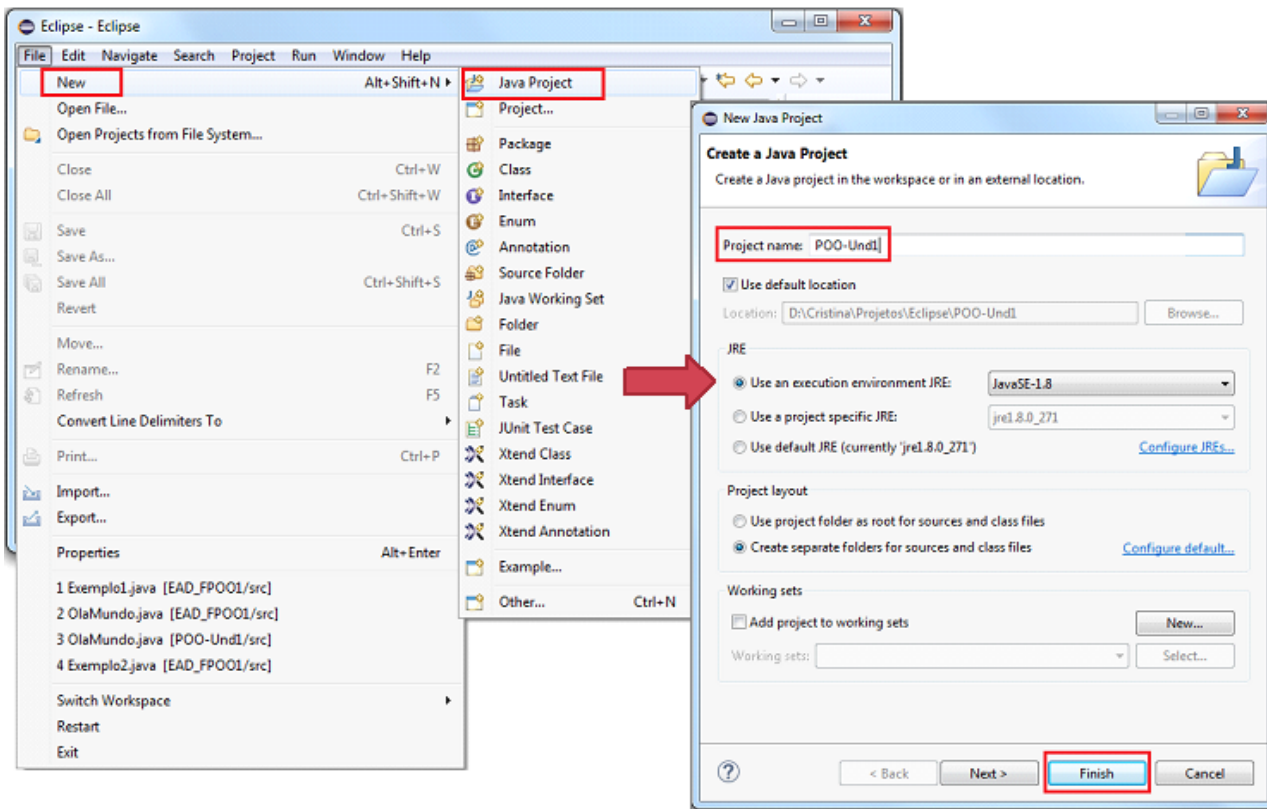 Eclipse - Eclipse
File Edit Navigate Search Project Run Window Help
New Alt+Shift+N
Open File...
Open Projects from File System...
Close Ctrl+W
Close All Ctrl+Shift+W
Save Ctrl+S
Save As...
Save All Ctrl+Shift+S
Revert
Move...
Rename... F2
Refresh F5
Convert Line Delimiters To
Print... Ctrl+P
Import...
Export...
Properties Alt+Enter
1 Exemplo1.java [EAD_FPOO1/src]
2 OlaMundo.java [EAD_FPOO1/src]
3 OlaMundo.java [POO-Und1/src]
4 Exemplo2.java [EAD_FPOO1/src]
Switch Workspace
Restart
Exit
Java Project
Project...
Package
Class
Interface
Enum
Annotation
Source Folder
Java Working Set
Folder
File
Untitled Text File
Task
JUnit Test Case
Xtend Class
Xtend Interface
Xtend Enum
Xtend Annotation
Example...
Other... Ctrl+N
New Java Project
Create a Java Project
Create a Java project in the workspace or in an external location.
Project name: POO-Und1
Use default location
Location: D:\Cristina\Projetos\Eclipse\POO-Und1 Browse...
JRE
Use an execution environment JRE: JavaSE-1.8
Use a project specific JRE: jre1.8.0_271
Use default JRE (currently 'jre1.8.0_271') Configure JREs...
Project layout
Use project folder as root for sources and class files
Create separate folders for sources and class files Configure default...
Working sets
Add project to working sets New...
Working sets: Select...
? < Back Next > Finish Cancel